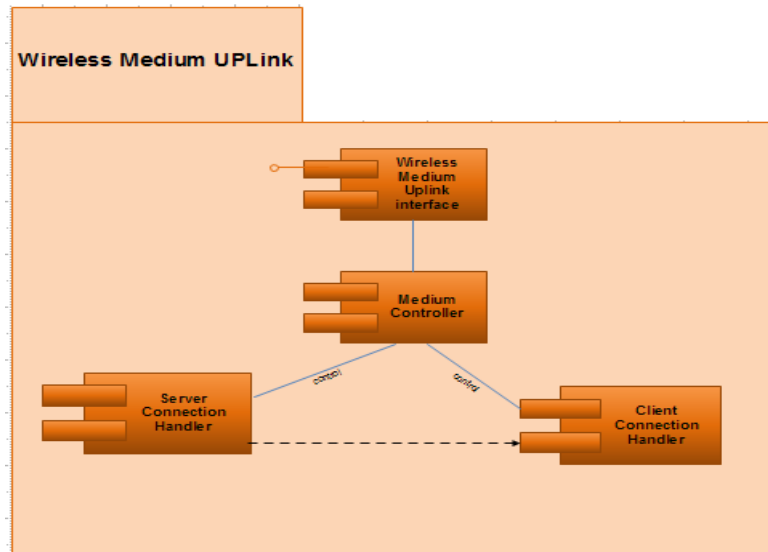 Wireless Medium UPLink
Wireless
Medium
Uplink
interface
Medium
Controller
control
control
Server
Connection
Handler
Client
Connection
Handler